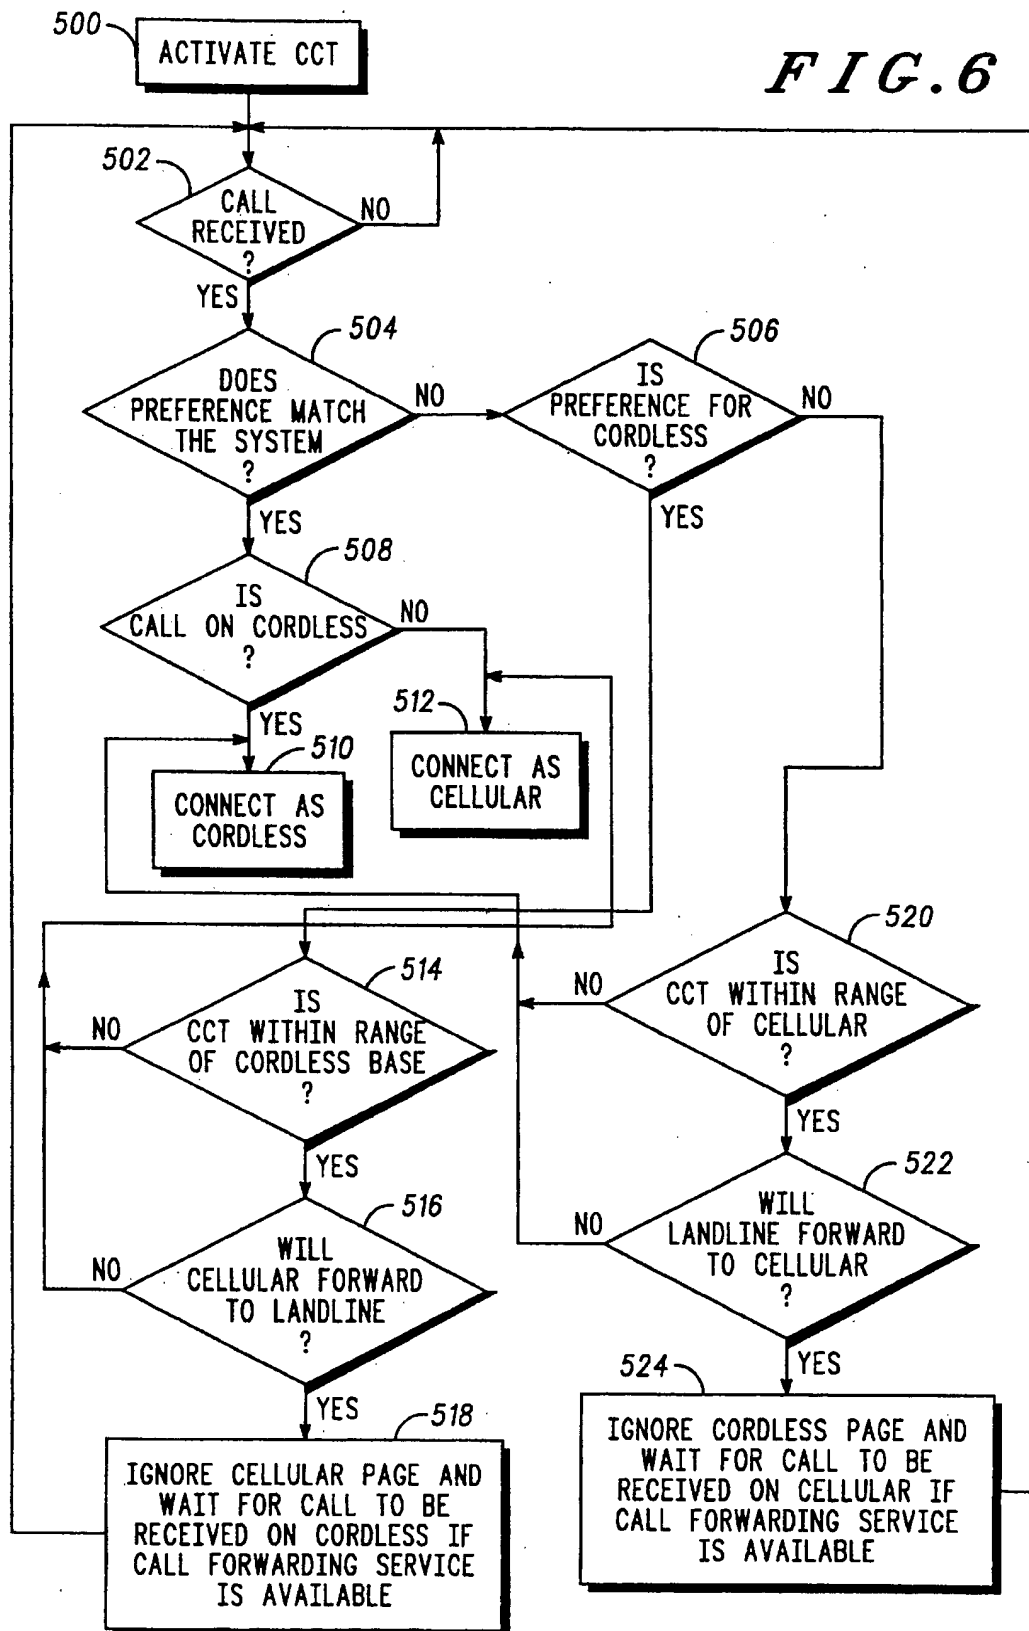 500
ACTIVATE CCT
FIG.6
502
CALL
RECEIVED
?
NO
YES
504
DOES
PREFERENCE MATCH
THE SYSTEM
?
NO
YES
506
IS
PREFERENCE FOR
CORDLESS
?
NO
YES
508
IS
CALL ON CORDLESS
?
NO
YES
510
CONNECT AS
CORDLESS
512
CONNECT AS
CELLULAR
514
IS
CCT WITHIN RANGE
OF CORDLESS BASE
?
NO
YES
516
WILL
CELLULAR FORWARD
TO LANDLINE
?
NO
YES
518
IGNORE CELLULAR PAGE AND
WAIT FOR CALL TO BE
RECEIVED ON CORDLESS IF
CALL FORWARDING SERVICE
IS AVAILABLE
520
IS
CCT WITHIN RANGE
OF CELLULAR
?
NO
YES
522
WILL
LANDLINE FORWARD
TO CELLULAR
?
NO
YES
524
IGNORE CORDLESS PAGE AND
WAIT FOR CALL TO BE
RECEIVED ON CELLULAR IF
CALL FORWARDING SERVICE
IS AVAILABLE